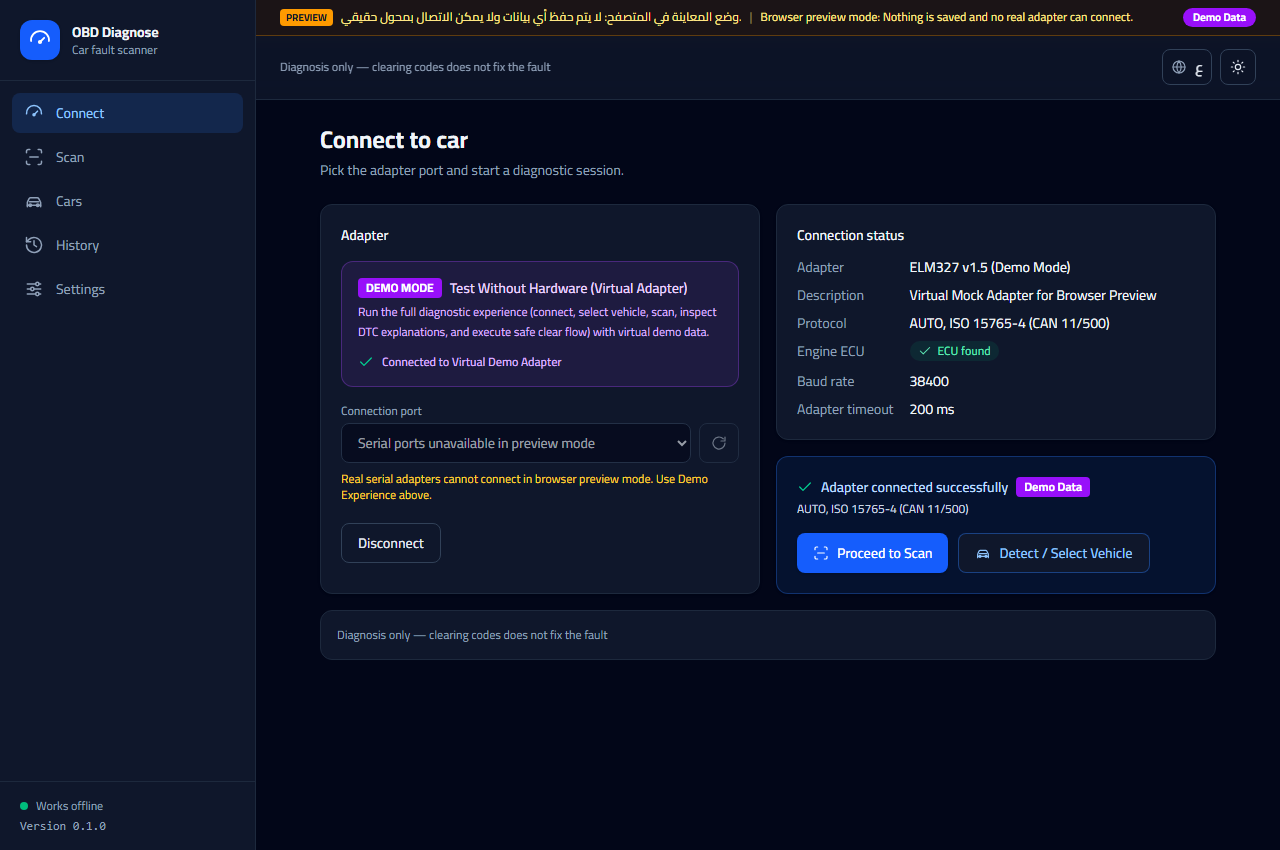 OBD Diagnose
Car fault scanner
Connect
Scan
Cars
History
Settings
Works offline
Version 0.1.0
PREVIEW وضع المعاينة في المتصفح: لا يتم حفظ أي بيانات ولا يمكن الاتصال بمحول حقيقي. | Browser preview mode: Nothing is saved and no real adapter can connect. Demo Data
Diagnosis only — clearing codes does not fix the fault
ع
Connect to car
Pick the adapter port and start a diagnostic session.
Adapter
DEMO MODE Test Without Hardware (Virtual Adapter)
Run the full diagnostic experience (connect, select vehicle, scan, inspect
DTC explanations, and execute safe clear flow) with virtual demo data.
Connected to Virtual Demo Adapter
Connection port
Serial ports unavailable in preview mode
Real serial adapters cannot connect in browser preview mode. Use Demo
Experience above.
Disconnect
Connection status
Adapter ELM327 v1.5 (Demo Mode)
Description Virtual Mock Adapter for Browser Preview
Protocol AUTO, ISO 15765-4 (CAN 11/500)
Engine ECU ECU found
Baud rate 38400
Adapter timeout 200 ms
Adapter connected successfully Demo Data
AUTO, ISO 15765-4 (CAN 11/500)
Proceed to Scan Detect / Select Vehicle
Diagnosis only — clearing codes does not fix the fault